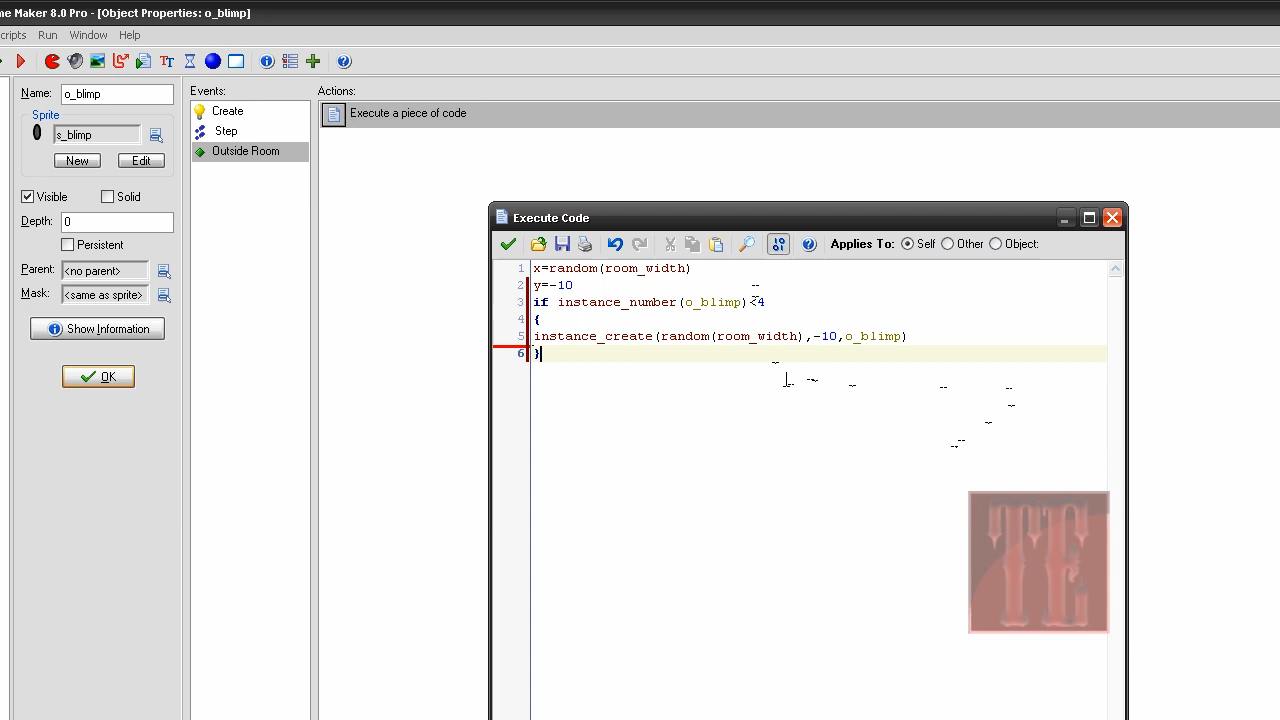 me Maker 8.0 Pro - [Object Properties: o_blimp]
cripts Run Window Help
Name: o_blimp
Sprite
s_blimp
New Edit
Visible Solid
Depth: 0
Persistent
Parent: <no parent>
Mask: <same as sprite>
Show Information
OK
Events:
Create
Step
Outside Room
Actions:
Execute a piece of code
Execute Code
Applies To: Self Other Object:
1 x=random(room_width)
2 y=-10
3 if instance_number(o_blimp)<4
4 {
5 instance_create(random(room_width),-10,o_blimp)
6 }
TE